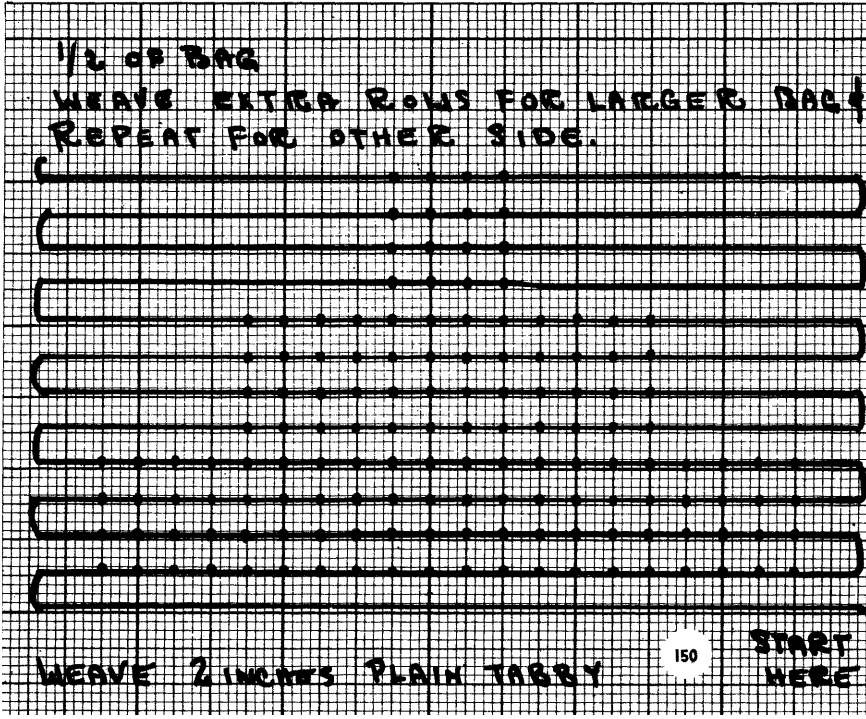 1/2 OF BAG
WEAVE EXTRA ROWS FOR LARGER BAG &
REPEAT FOR OTHER SIDE.
WEAVE 2 INCHES PLAIN TABBY
150
START
HERE